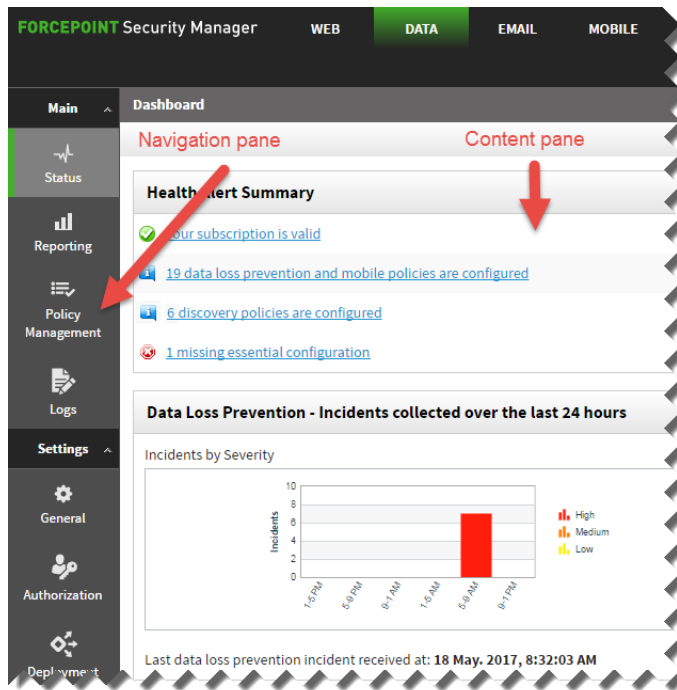 FORCEPOINT Security Manager WEB DATA EMAIL MOBILE
Main
Dashboard
Navigation pane
Content pane
Status
Health Alert Summary
Your subscription is valid
Reporting
19 data loss prevention and mobile policies are configured
6 discovery policies are configured
Policy
Management
1 missing essential configuration
Logs
Data Loss Prevention - Incidents collected over the last 24 hours
Settings
Incidents by Severity
10
8
6
4
2
0
Incidents
1-5 PM
5-9 PM
9-1 AM
1-5 AM
5-9 AM
9-1 PM
High
Medium
Low
General
Authorization
Deployment
Last data loss prevention incident received at: 18 May. 2017, 8:32:03 AM